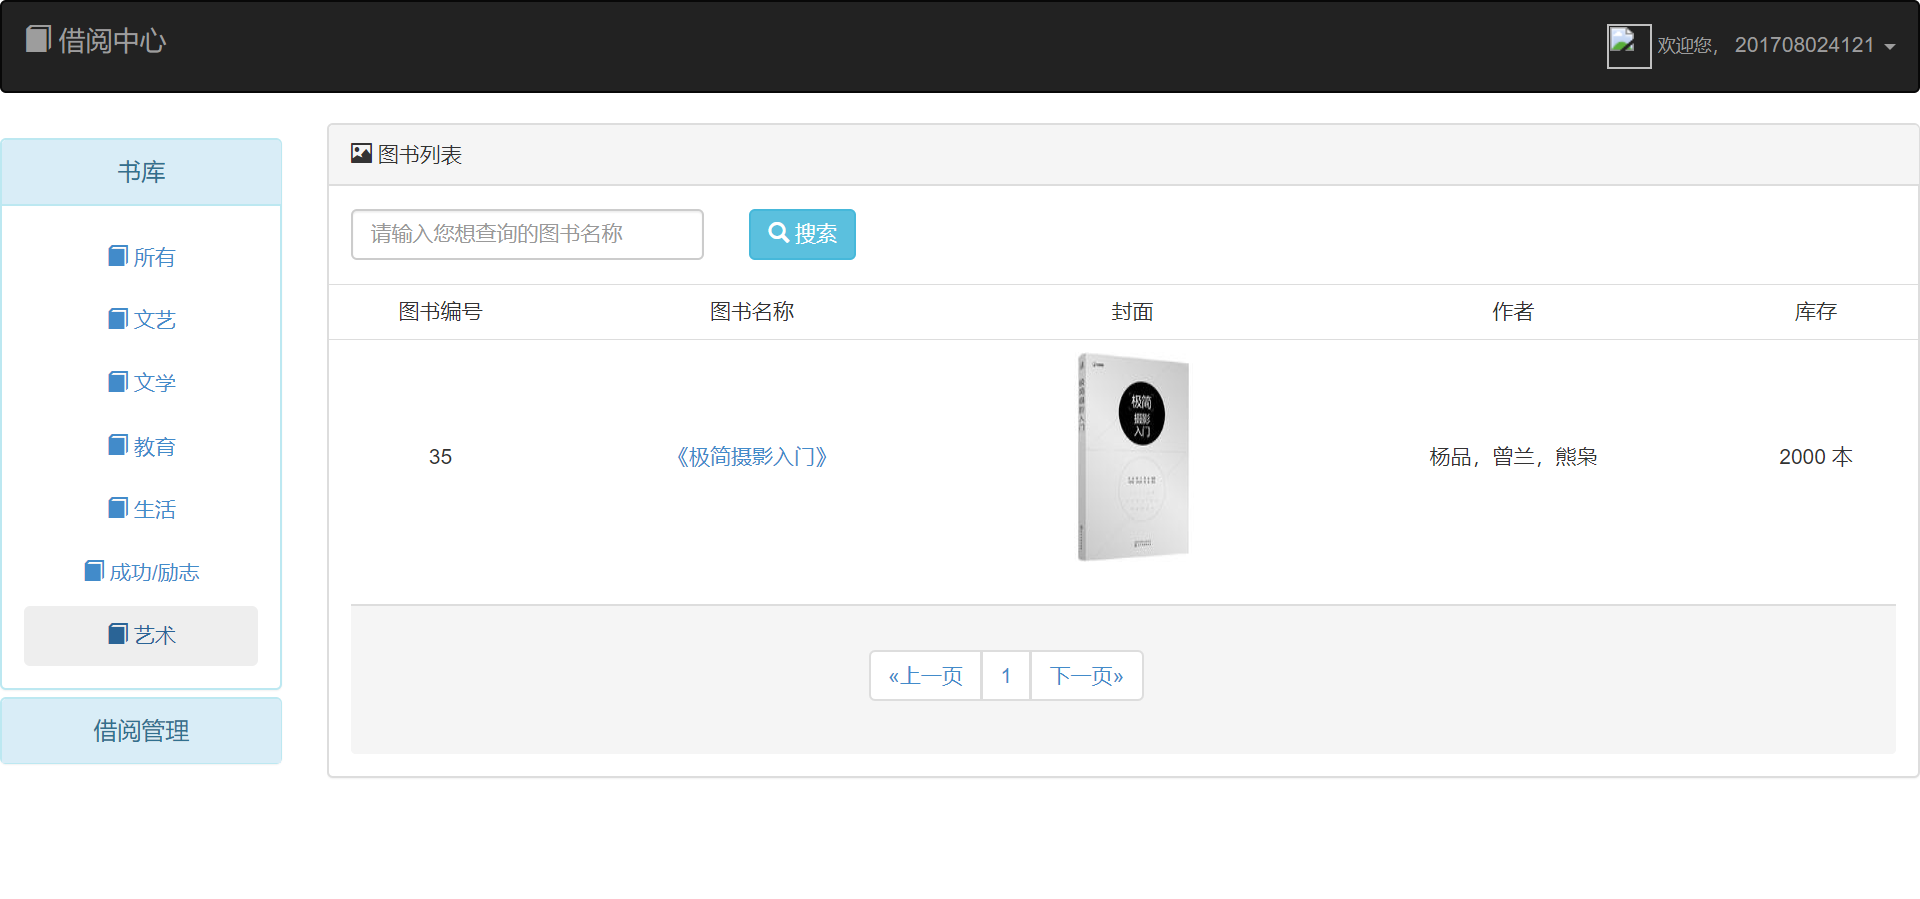 借阅中心
欢迎您， 201708024121
书库
所有
文艺
文学
教育
生活
成功/励志
艺术
借阅管理
图书列表
请输入您想查询的图书名称
搜索
图书编号 图书名称 封面 作者 库存
35 《极简摄影入门》 杨品，曾兰，熊枭 2000 本
极简
摄影
入门
«上一页 1 下一页»